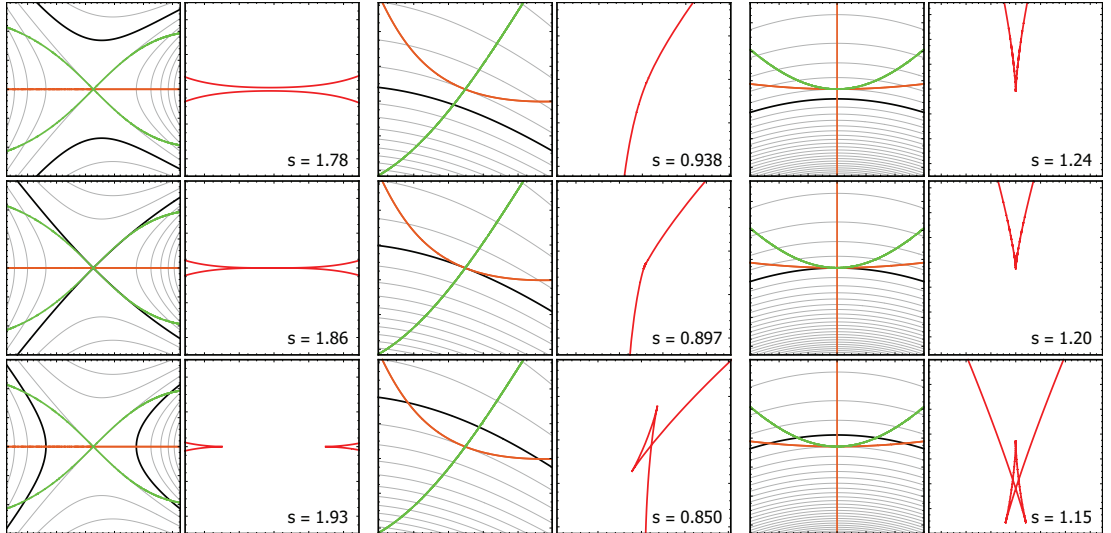 s = 1.78
s = 0.938
s = 1.24
s = 1.86
s = 0.897
s = 1.20
s = 1.93
s = 0.850
s = 1.15